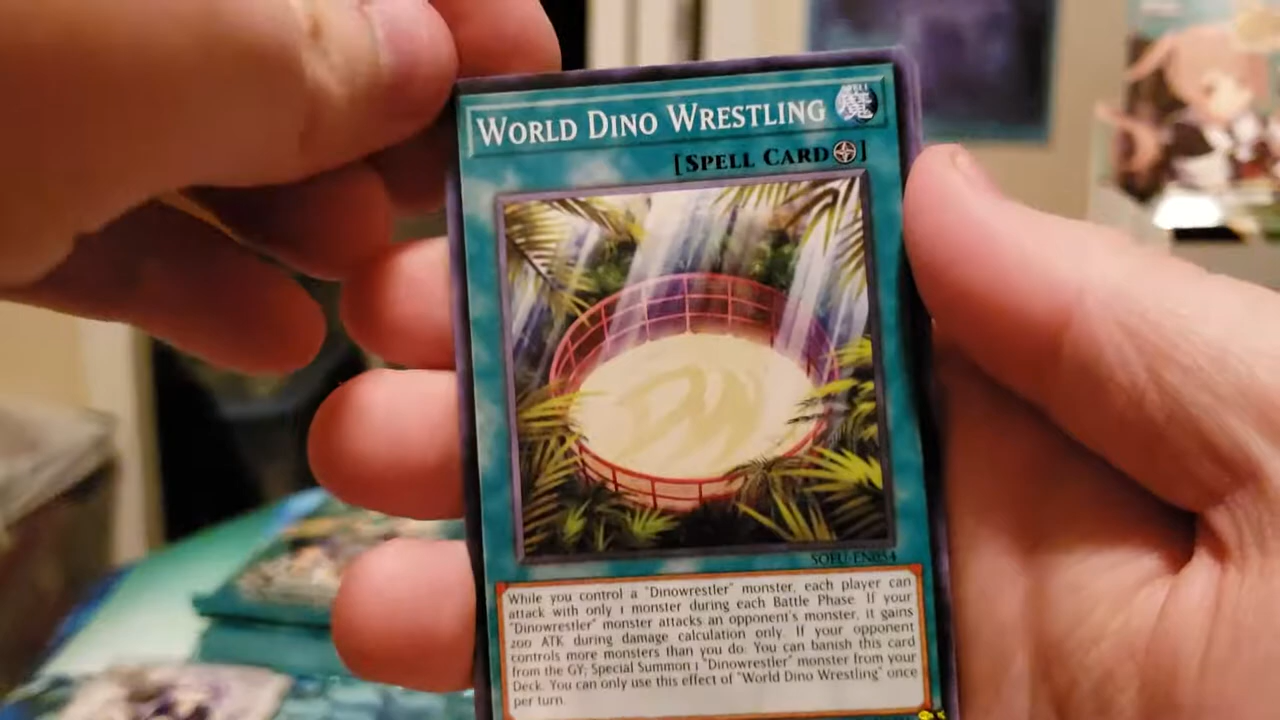 WORLD DINO WRESTLING
SPELL
魔
[SPELL CARD]
DW
SOFU-EN054
While you control a "Dinowrestler" monster, each player can
attack with only 1 monster during each Battle Phase. If your
"Dinowrestler" monster attacks an opponent's monster, it gains
200 ATK during damage calculation only. If your opponent
controls more monsters than you do: You can banish this card
from the GY; Special Summon 1 "Dinowrestler" monster from your
Deck. You can only use this effect of "World Dino Wrestling" once
per turn.